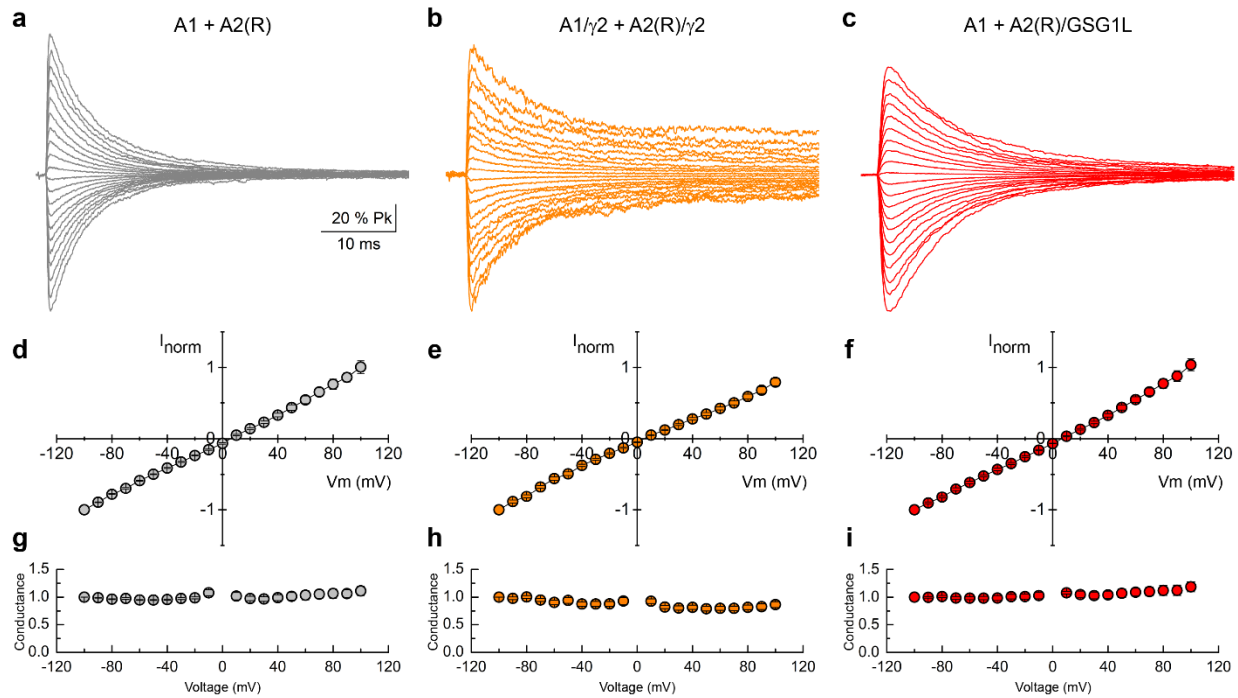 a A1 + A2(R)
b A1/γ2 + A2(R)/γ2
c A1 + A2(R)/GSG1L
20 % Pk
10 ms
d Inorm
1
0
-120 -80 -40 0 40 80 120
Vm (mV)
-1
e Inorm
1
0
-120 -80 -40 0 40 80 120
Vm (mV)
-1
f Inorm
1
0
-120 -80 -40 0 40 80 120
Vm (mV)
-1
g
Conductance
1.5
1.0
0.5
0.0
-120 -80 -40 0 40 80 120
Voltage (mV)
h
Conductance
1.5
1.0
0.5
0.0
-120 -80 -40 0 40 80 120
Voltage (mV)
i
Conductance
1.5
1.0
0.5
0.0
-120 -80 -40 0 40 80 120
Voltage (mV)